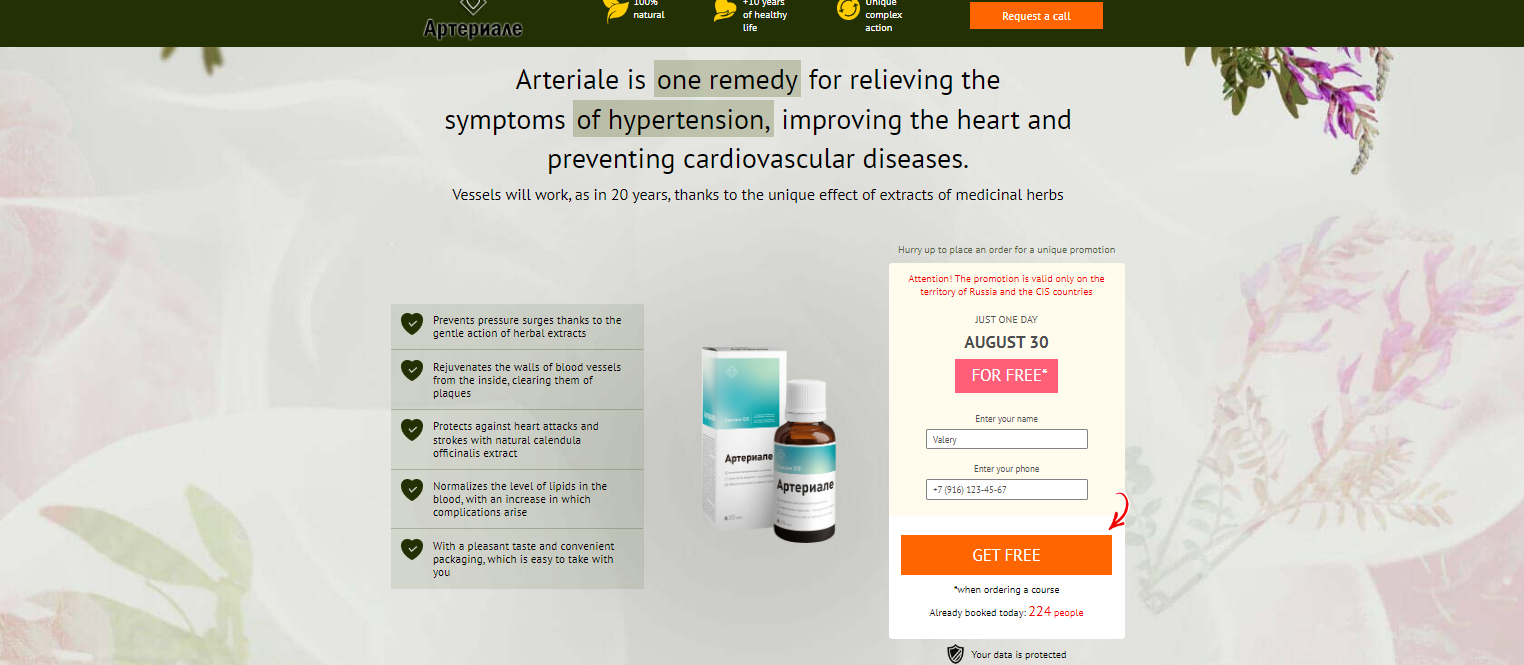 Артериале
100%
natural
+10 years
of healthy
life
Unique
complex
action
Request a call
Arteriale is one remedy for relieving the
symptoms of hypertension, improving the heart and
preventing cardiovascular diseases.
Vessels will work, as in 20 years, thanks to the unique effect of extracts of medicinal herbs
Prevents pressure surges thanks to the
gentle action of herbal extracts
Rejuvenates the walls of blood vessels
from the inside, clearing them of
plaques
Protects against heart attacks and
strokes with natural calendula
officinalis extract
Normalizes the level of lipids in the
blood, with an increase in which
complications arise
With a pleasant taste and convenient
packaging, which is easy to take with
you
Артериале
Артериале
Hurry up to place an order for a unique promotion
Attention! The promotion is valid only on the
territory of Russia and the CIS countries
JUST ONE DAY
AUGUST 30
FOR FREE*
Enter your name
Valery
Enter your phone
+7 (916) 123-45-67
GET FREE
*when ordering a course
Already booked today: 224 people
Your data is protected